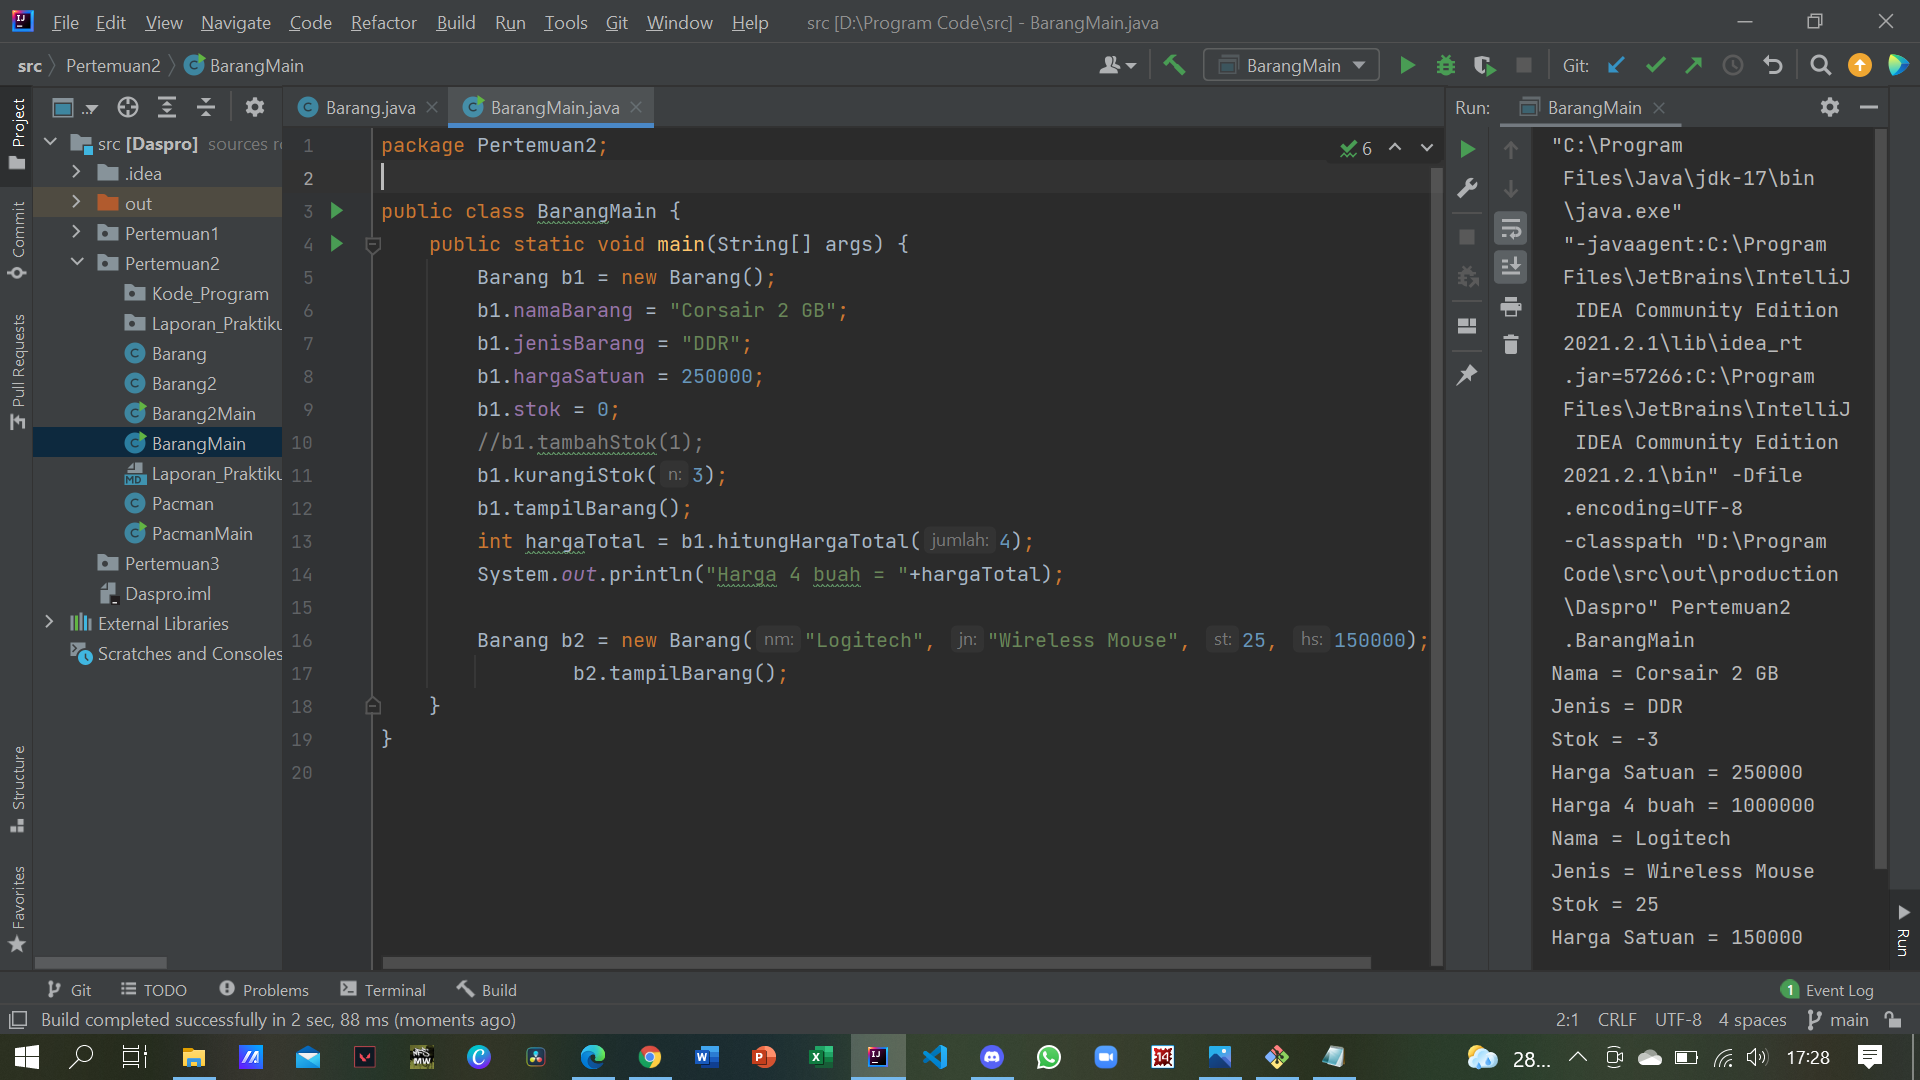 File Edit View Navigate Code Refactor Build Run Tools Git Window Help src [D:\Program Code\src] - BarangMain.java
src Pertemuan2 BarangMain
BarangMain Git:
Project
Commit
Pull Requests
Structure
Favorites
src [Daspro] sources r
.idea
out
Pertemuan1
Pertemuan2
Kode_Program
Laporan_Praktiku
Barang
Barang2
Barang2Main
BarangMain
Laporan_Praktiku
Pacman
PacmanMain
Pertemuan3
Daspro.iml
External Libraries
Scratches and Consoles
Barang.java BarangMain.java
6
1 package Pertemuan2;
2
3 public class BarangMain {
4 public static void main(String[] args) {
5 Barang b1 = new Barang();
6 b1.namaBarang = "Corsair 2 GB";
7 b1.jenisBarang = "DDR";
8 b1.hargaSatuan = 250000;
9 b1.stok = 0;
10 //b1.tambahStok(1);
11 b1.kurangiStok( n: 3);
12 b1.tampilBarang();
13 int hargaTotal = b1.hitungHargaTotal( jumlah: 4);
14 System.out.println("Harga 4 buah = "+hargaTotal);
15
16 Barang b2 = new Barang( nm: "Logitech", jn: "Wireless Mouse", st: 25, hs: 150000);
17 b2.tampilBarang();
18 }
19 }
20
Run: BarangMain
"C:\Program
Files\Java\jdk-17\bin
\java.exe"
"-javaagent:C:\Program
Files\JetBrains\IntelliJ
IDEA Community Edition
2021.2.1\lib\idea_rt
.jar=57266:C:\Program
Files\JetBrains\IntelliJ
IDEA Community Edition
2021.2.1\bin" -Dfile
.encoding=UTF-8
-classpath "D:\Program
Code\src\out\production
\Daspro" Pertemuan2
.BarangMain
Nama = Corsair 2 GB
Jenis = DDR
Stok = -3
Harga Satuan = 250000
Harga 4 buah = 1000000
Nama = Logitech
Jenis = Wireless Mouse
Stok = 25
Harga Satuan = 150000
Run
Git TODO Problems Terminal Build 1 Event Log
Build completed successfully in 2 sec, 88 ms (moments ago) 2:1 CRLF UTF-8 4 spaces main
28... 17:28